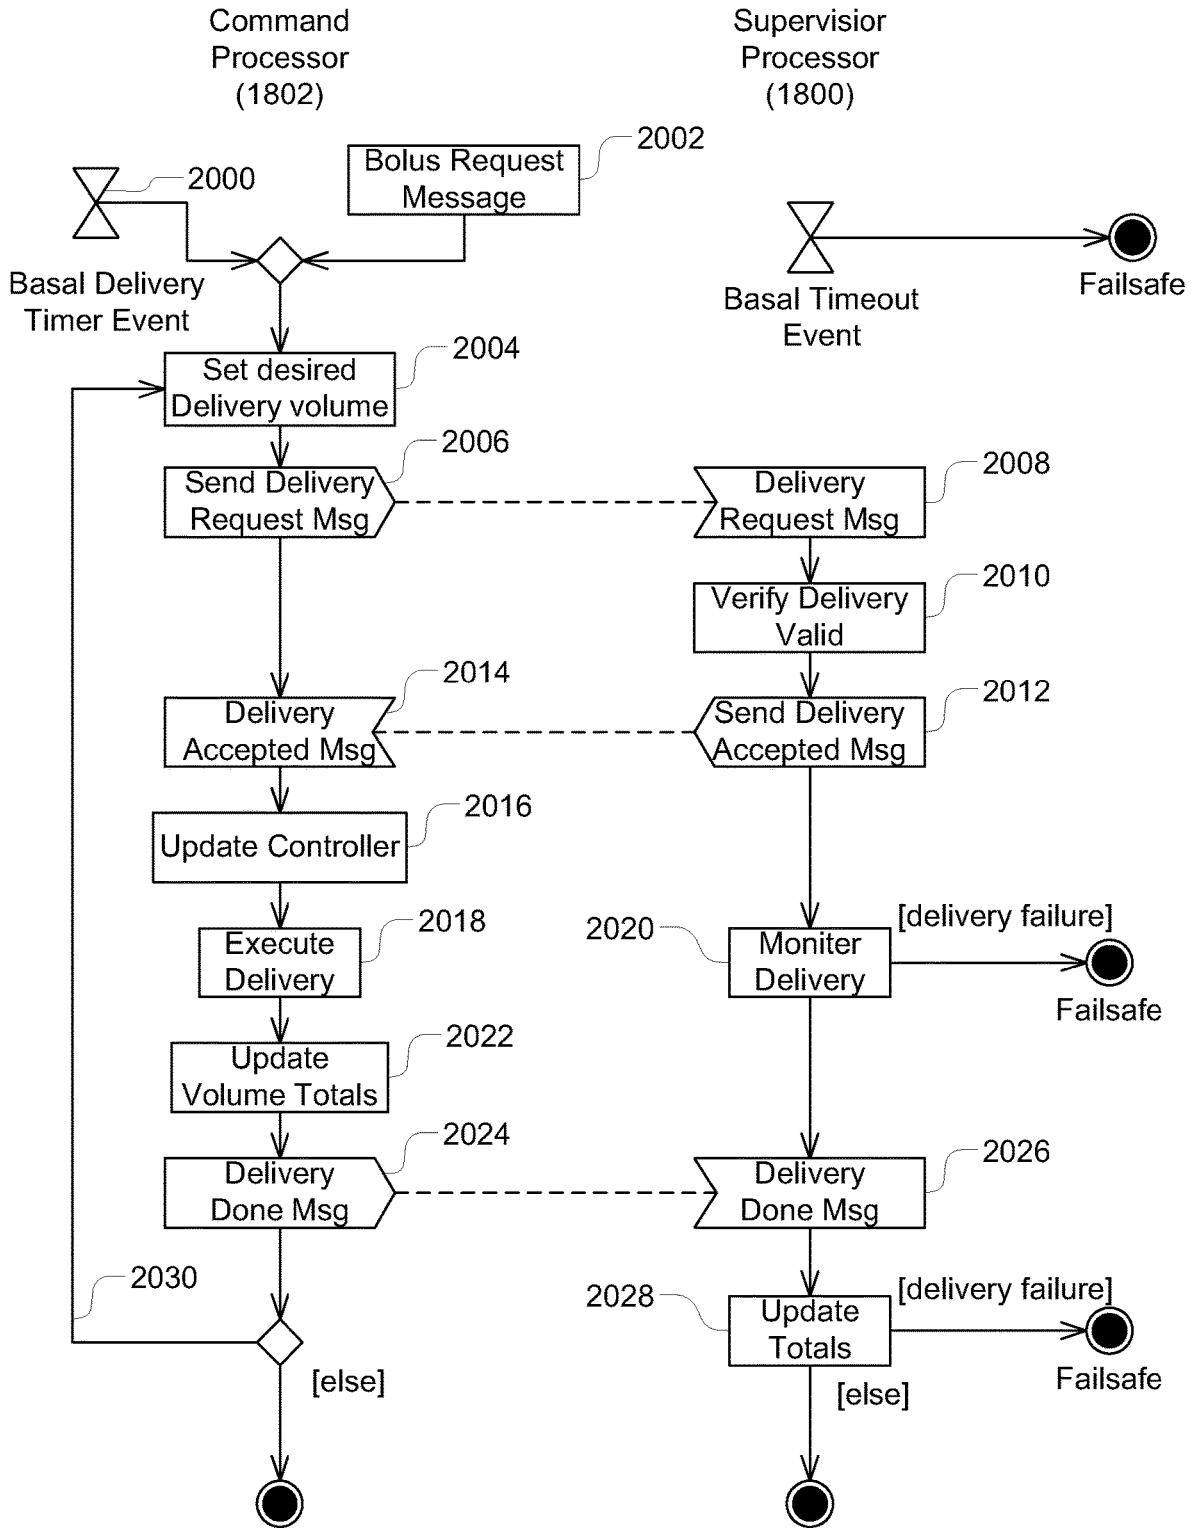 Command
Processor
(1802)
Supervisior
Processor
(1800)
2000
Bolus Request
Message
2002
Basal Delivery
Timer Event
Basal Timeout
Event
Failsafe
Set desired
Delivery volume
2004
Send Delivery
Request Msg
2006
Delivery
Request Msg
2008
Verify Delivery
Valid
2010
Delivery
Accepted Msg
2014
Send Delivery
Accepted Msg
2012
Update Controller
2016
Execute
Delivery
2018
2020
Moniter
Delivery
[delivery failure]
Failsafe
Update
Volume Totals
2022
Delivery
Done Msg
2024
Delivery
Done Msg
2026
2030
[else]
2028
Update
Totals
[delivery failure]
Failsafe
[else]